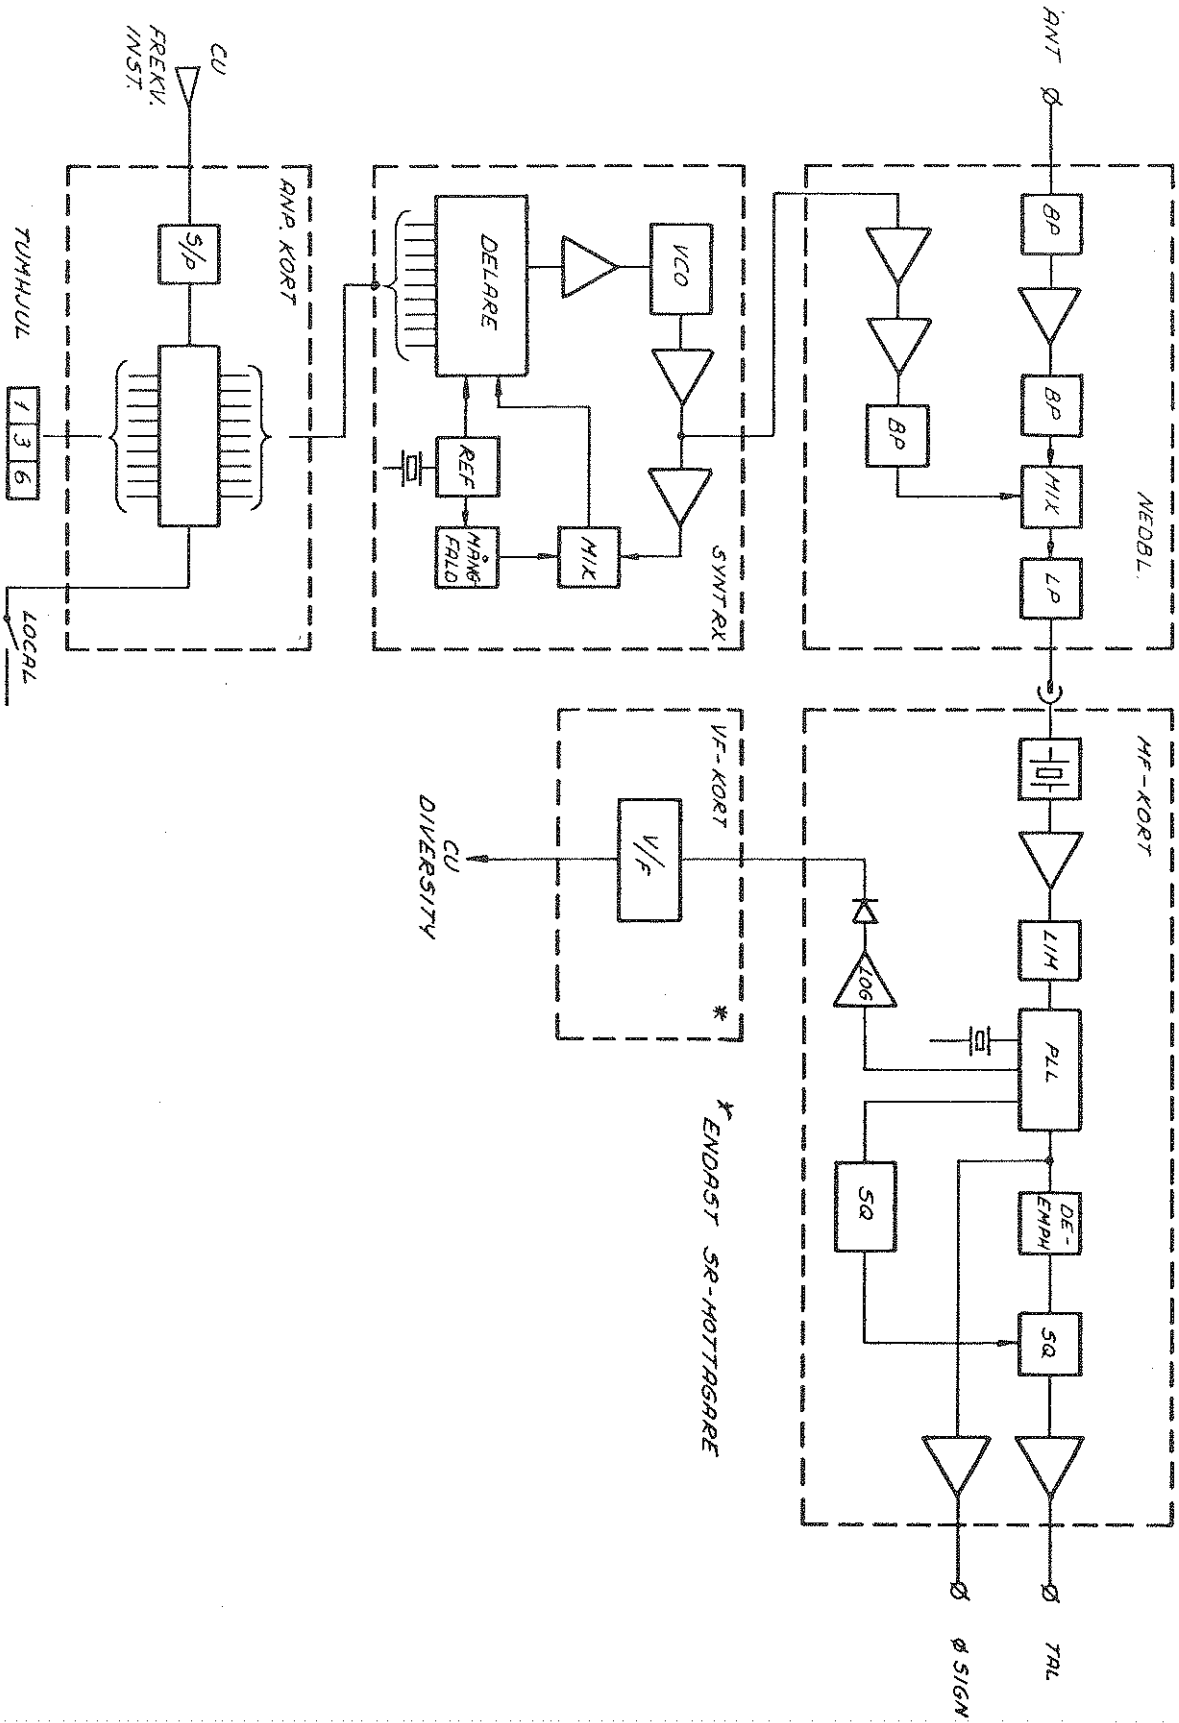 ANT
NEDBL.
BP
BP
MIX
LP
BP
MF-KORT
LIM
PLL
DE-
EMPH
SQ
TAL
LOG
SQ
Ø SIGN
SYNT RX
VCO
DELARE
REF
MÅNG
FALD
MIX
VF-KORT
V/F
*
CU
DIVERSITY
* ENDAST SR-MOTTAGARE
ANP. KORT
CU
FREKV.
INST.
S/P
TUMHJUL
1 3 6
LOCAL